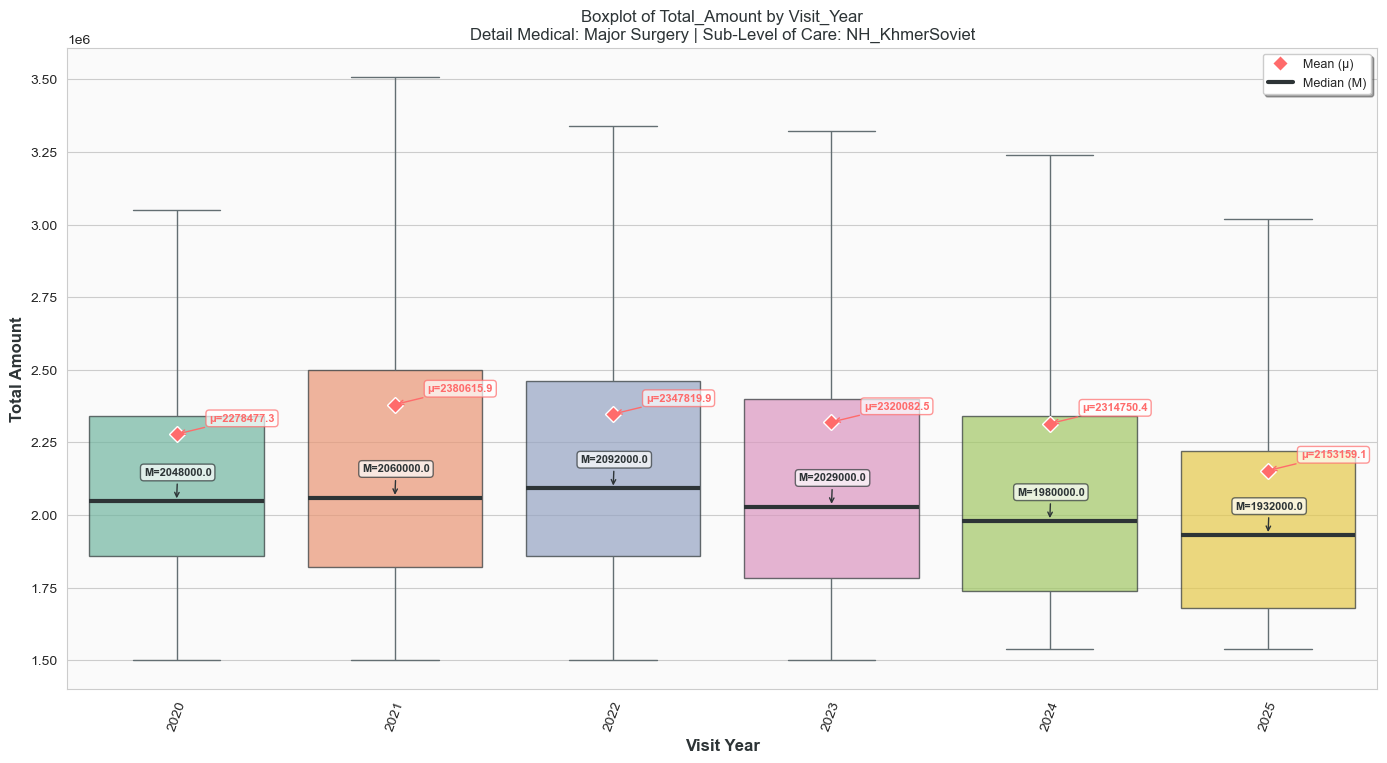 Boxplot of Total_Amount by Visit_Year
Detail Medical: Major Surgery | Sub-Level of Care: NH_KhmerSoviet
1e6
Mean (μ)
Median (M)
3.50
3.25
3.00
2.75
2.50
2.25
2.00
1.75
1.50
Total Amount
μ=2278477.3
M=2048000.0
μ=2380615.9
M=2060000.0
μ=2347819.9
M=2092000.0
μ=2320082.5
M=2029000.0
μ=2314750.4
M=1980000.0
μ=2153159.1
M=1932000.0
2020
2021
2022
2023
2024
2025
Visit Year